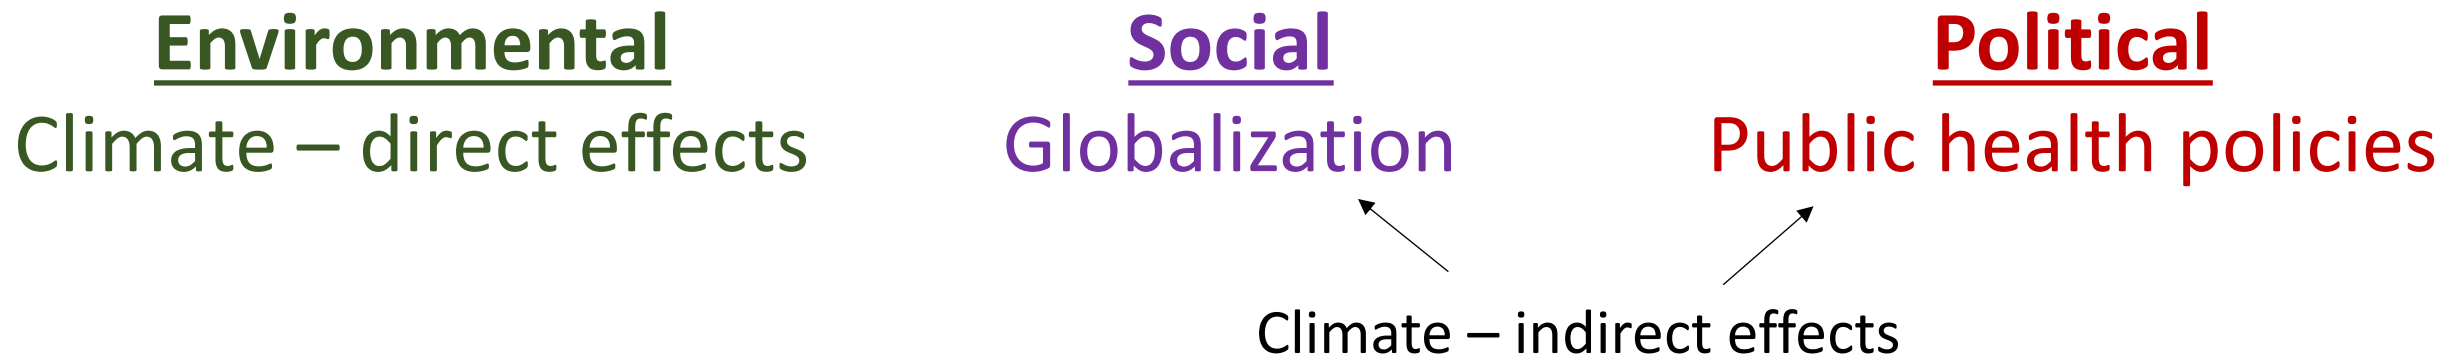 Environmental
Climate – direct effects
Social
Globalization
Political
Public health policies
Climate – indirect effects